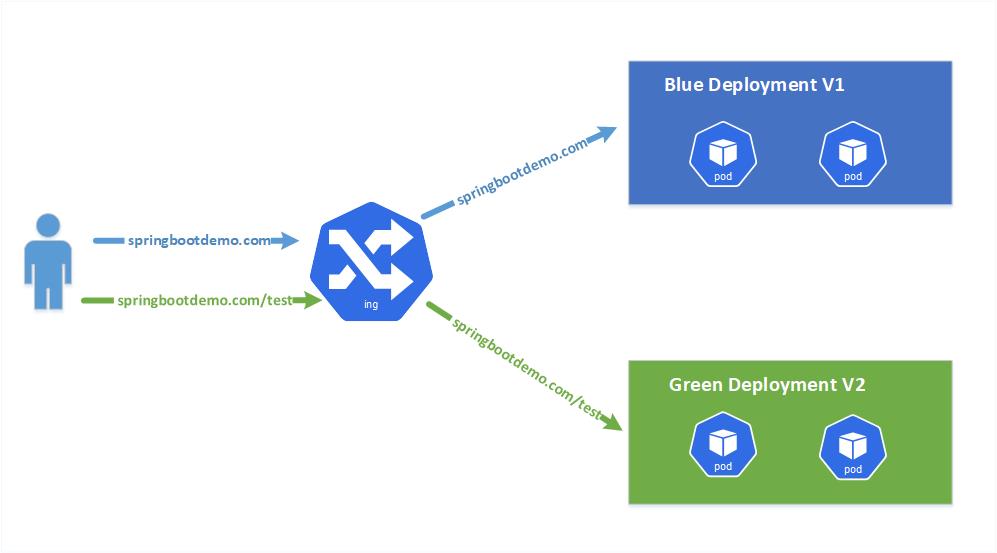 Blue Deployment V1
pod
pod
springbootdemo.com
springbootdemo.com
springbootdemo.com/test
ing
springbootdemo.com/test
Green Deployment V2
pod
pod